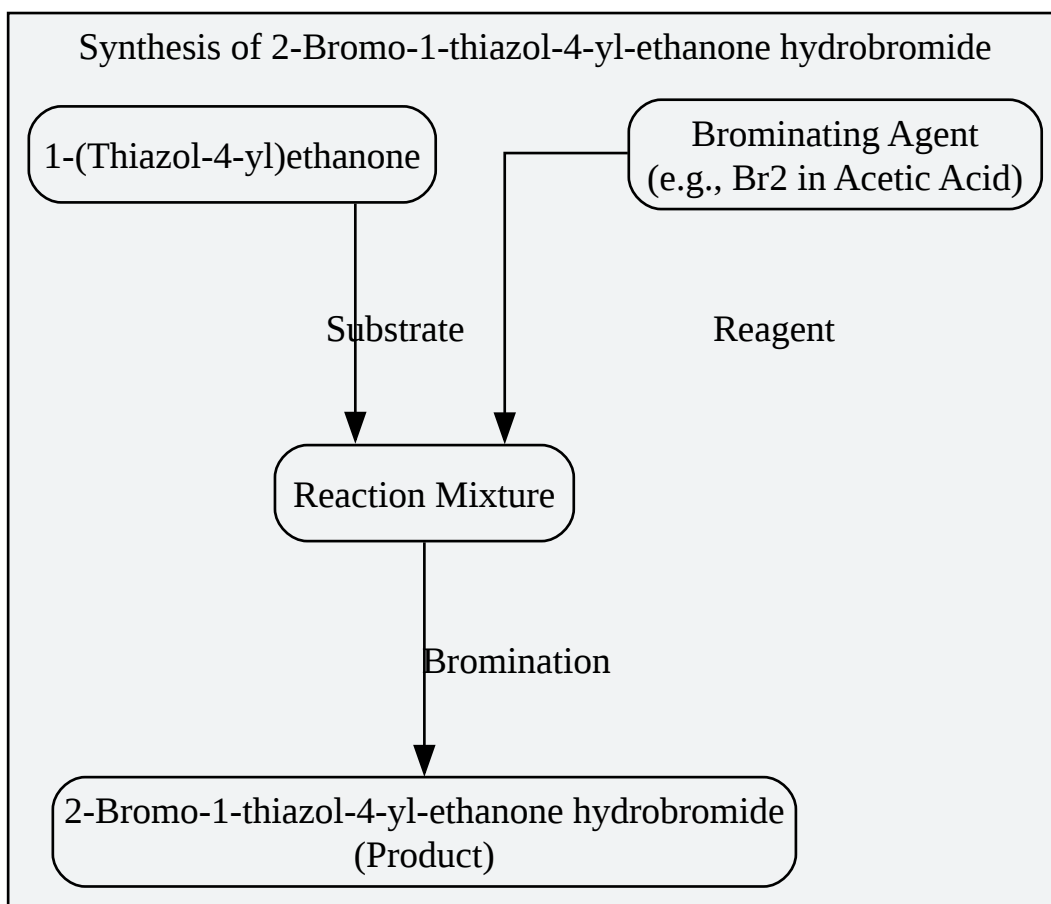 Synthesis of 2-Bromo-1-thiazol-4-yl-ethanone hydrobromide
1-(Thiazol-4-yl)ethanone
Brominating Agent
(e.g., Br2 in Acetic Acid)
Substrate
Reagent
Reaction Mixture
Bromination
2-Bromo-1-thiazol-4-yl-ethanone hydrobromide
(Product)